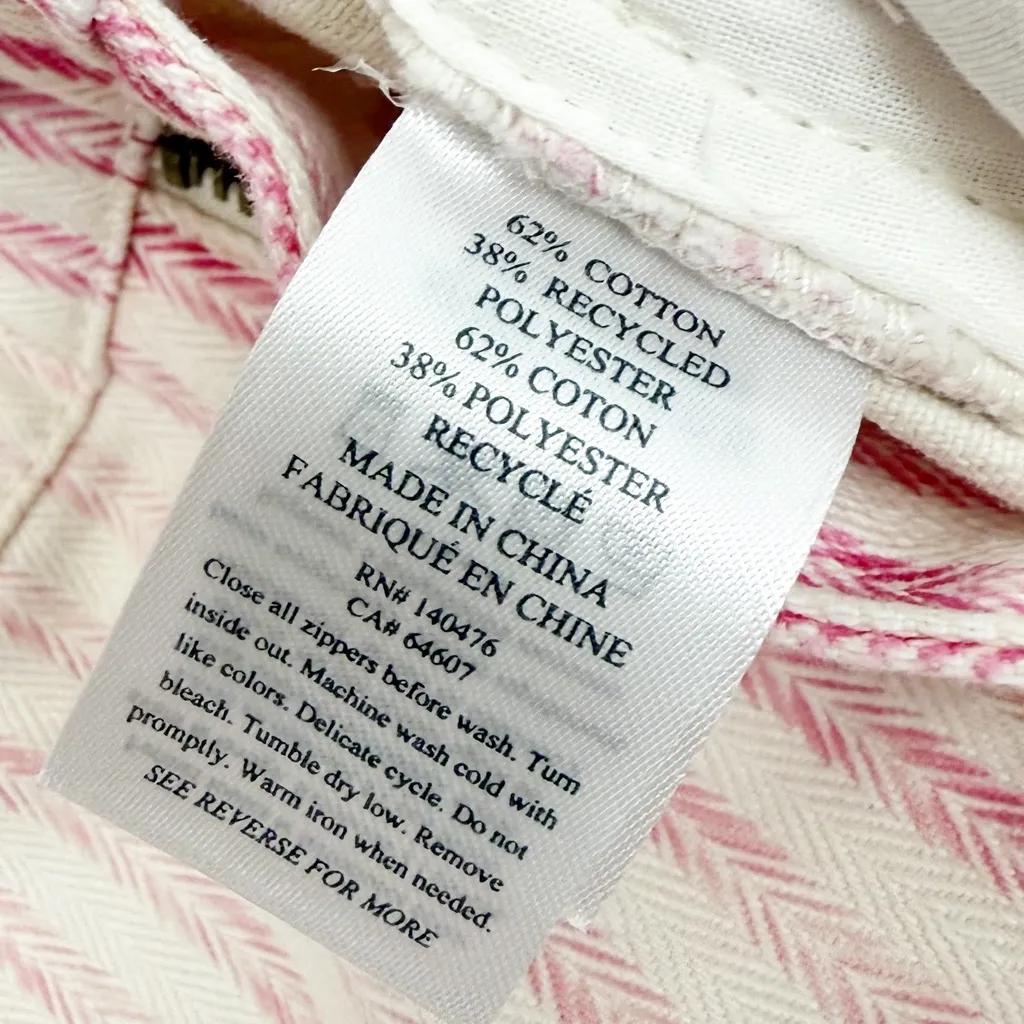 62% COTTON
38% RECYCLED
POLYESTER
62% COTON
38% POLYESTER
RECYCLÉ
MADE IN CHINA
FABRIQUÉ EN CHINE
RN# 140476
CA# 64607
Close all zippers before wash. Turn
inside out. Machine wash cold with
like colors. Delicate cycle. Do not
bleach. Tumble dry low. Remove
promptly. Warm iron when needed.
SEE REVERSE FOR MORE